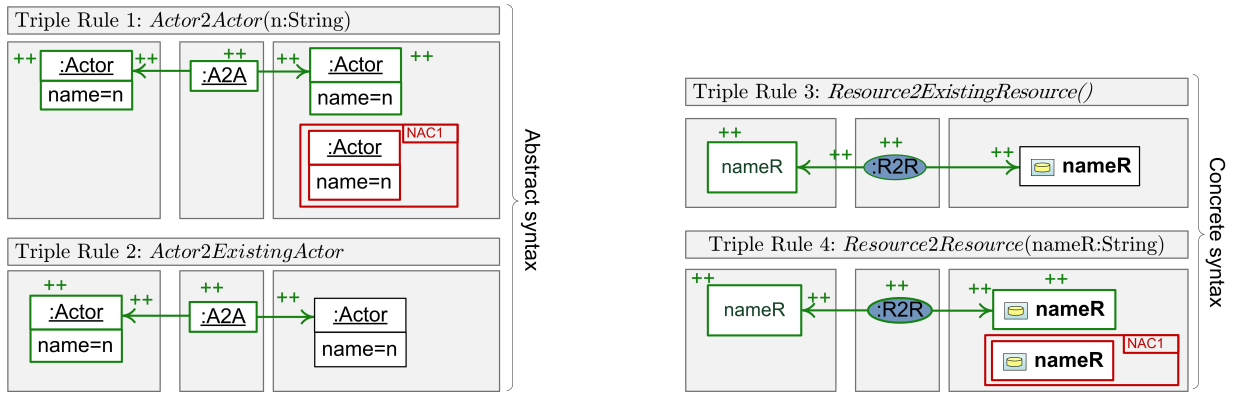 Triple Rule 1: Actor2Actor(n:String)
++ ++ ++ ++ ++
:Actor :A2A :Actor
name=n name=n
NAC1
:Actor
name=n
Triple Rule 2: Actor2ExistingActor
++ ++ ++ ++
:Actor :A2A :Actor
name=n name=n
Abstract syntax
Triple Rule 3: Resource2ExistingResource()
++ ++ ++ ++
nameR :R2R nameR
Triple Rule 4: Resource2Resource(nameR:String)
++ ++ ++ ++ ++
nameR :R2R nameR
NAC1
nameR
Concrete syntax